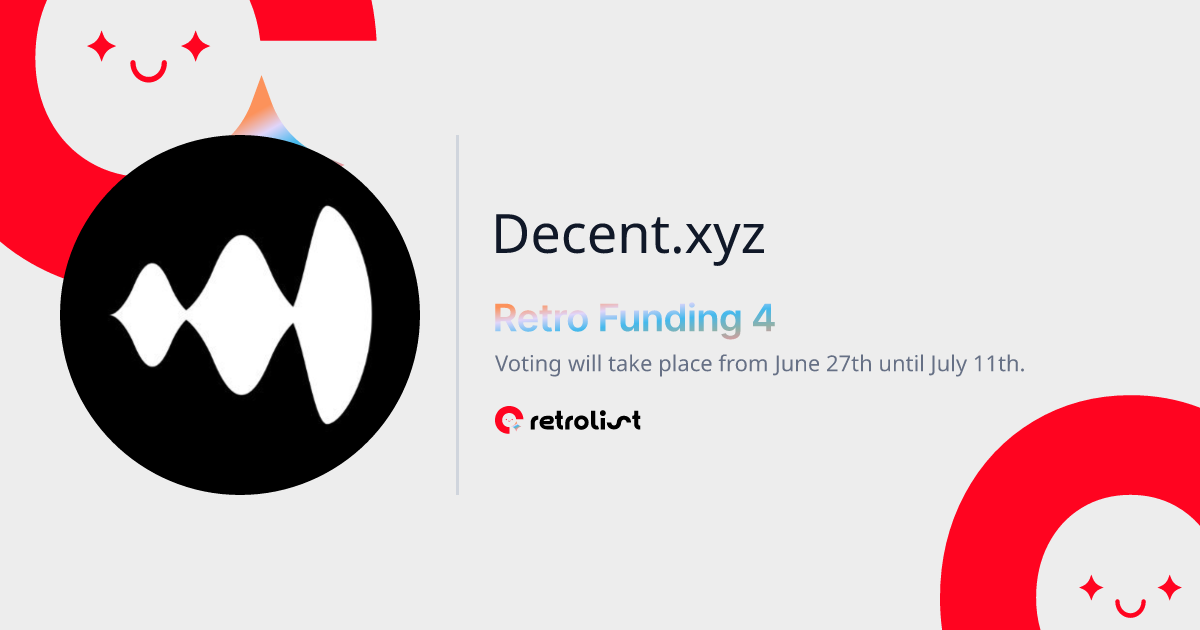 Decent.xyz
Retro Funding 4
Voting will take place from June 27th until July 11th.
retrolist